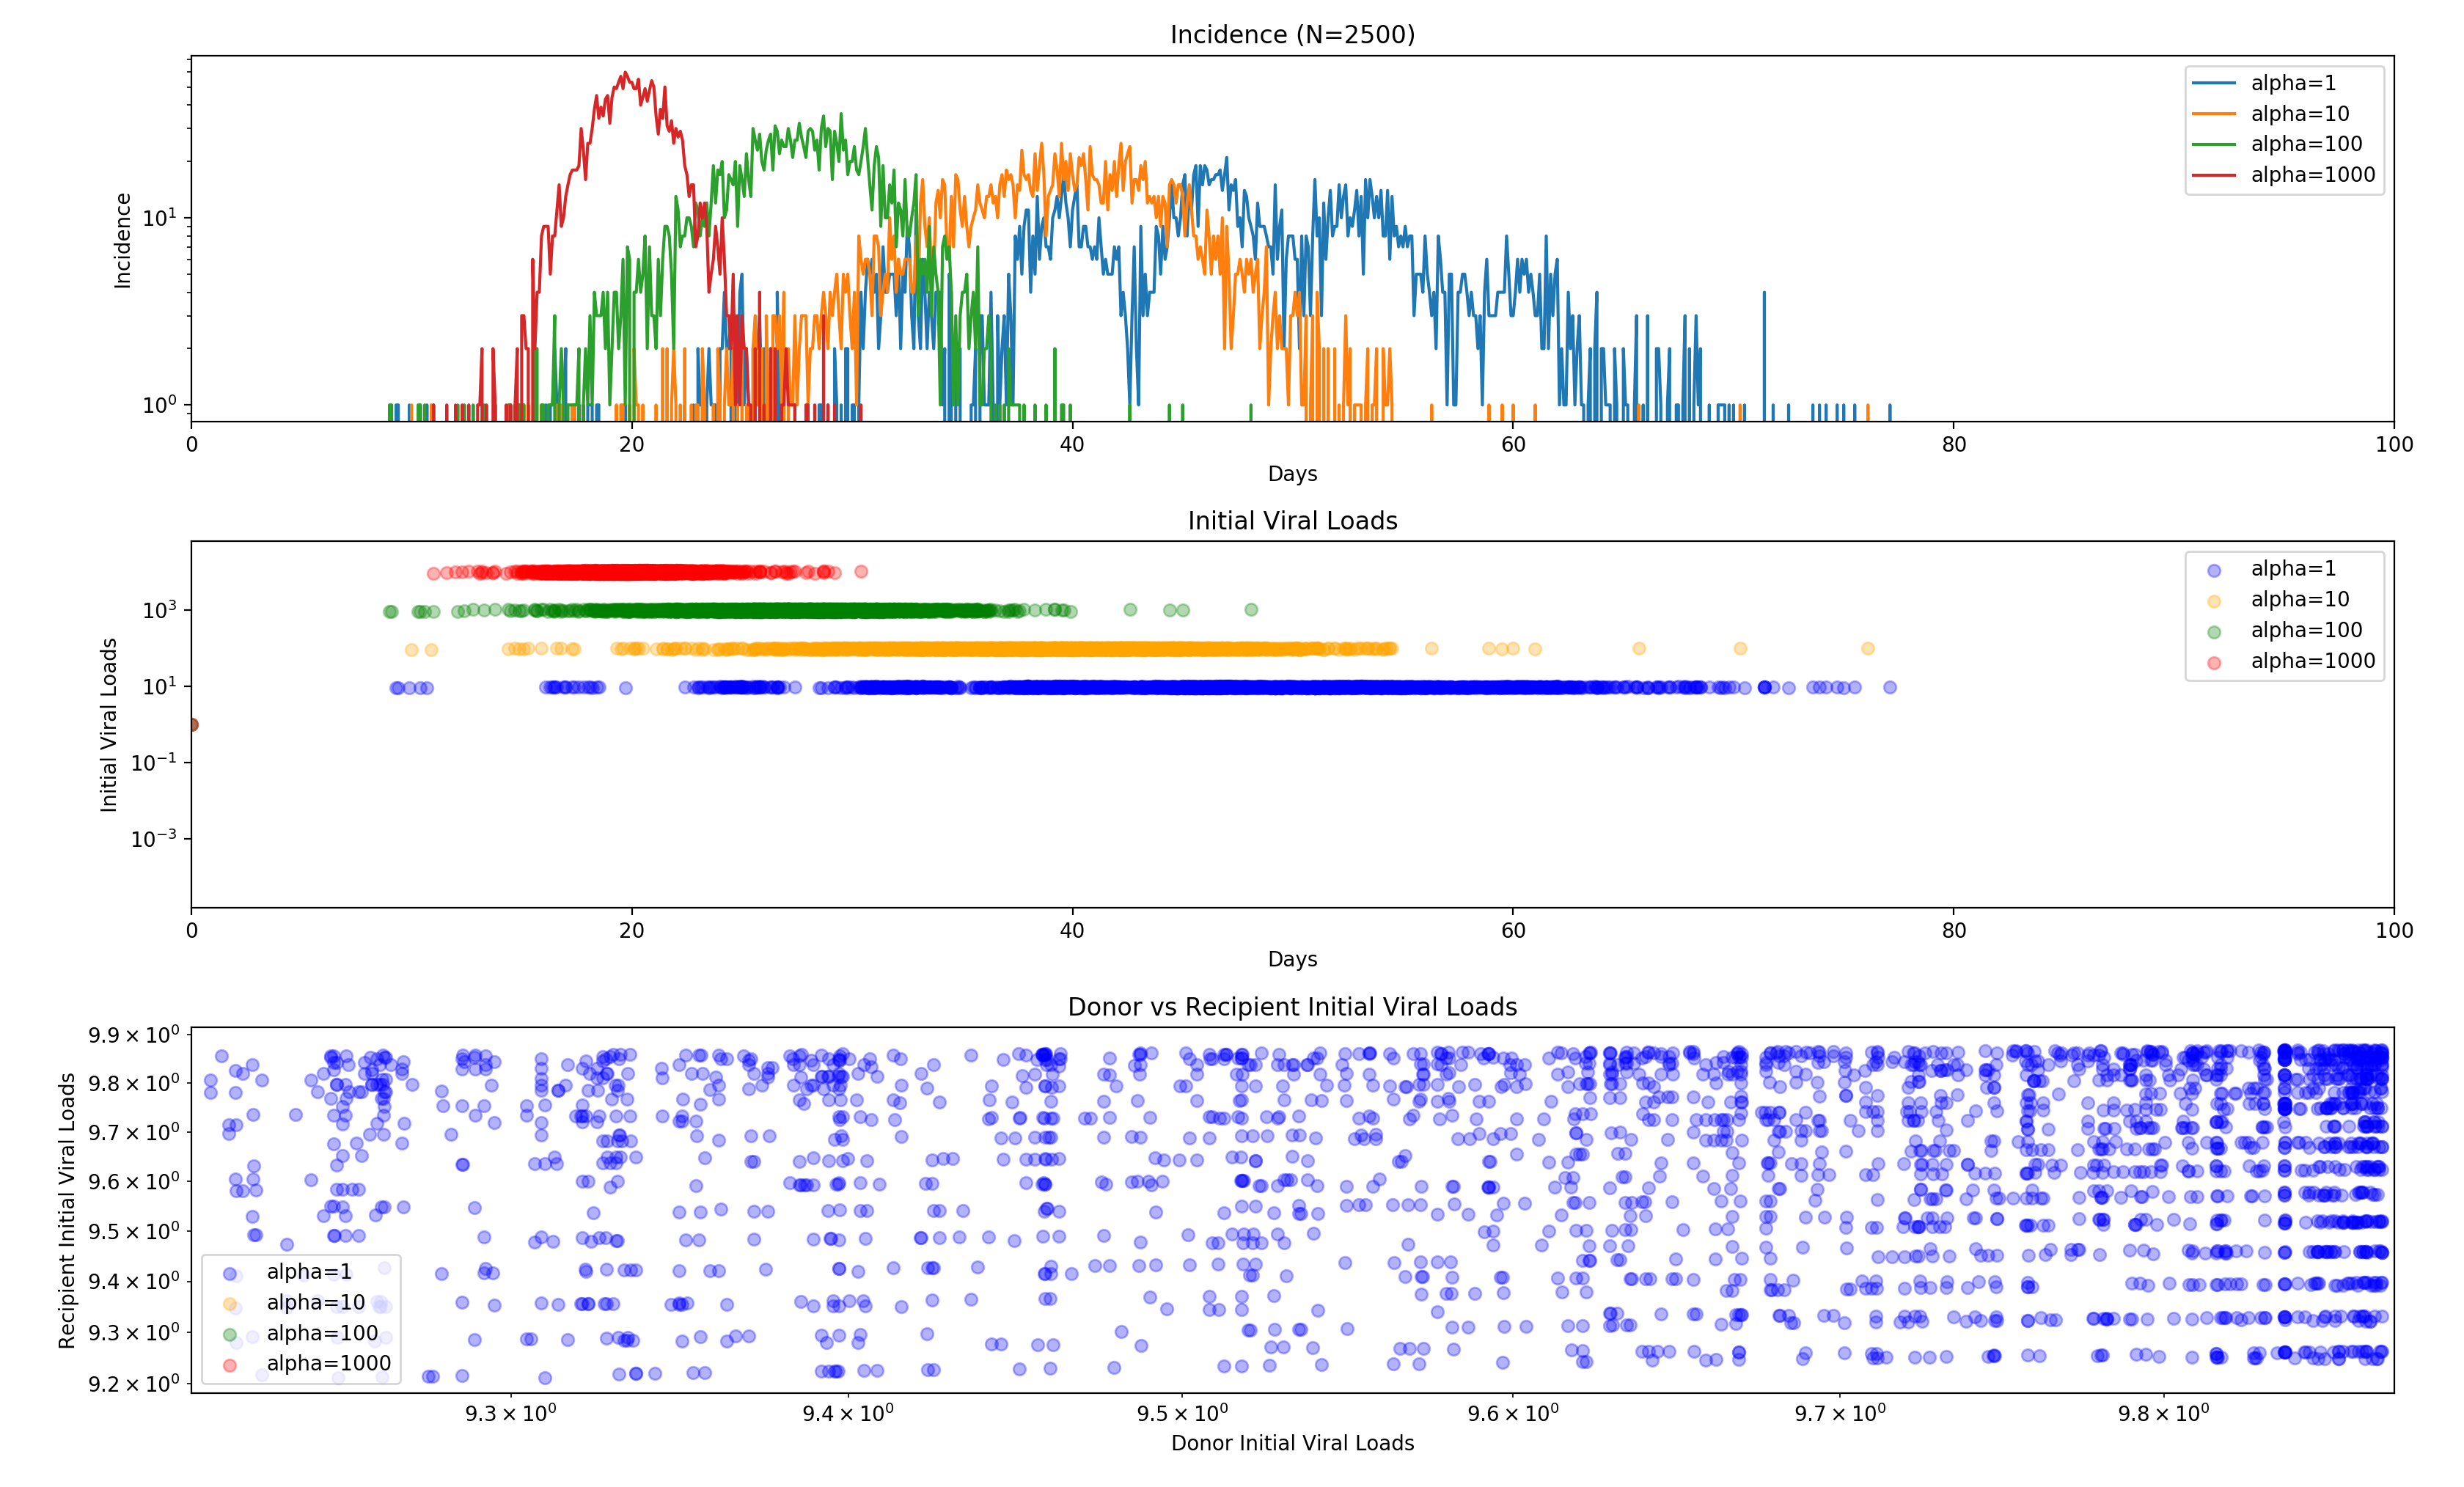 Incidence (N=2500)
Incidence
10¹
10⁰
alpha=1
alpha=10
alpha=100
alpha=1000
0 20 40 60 80 100
Days
Initial Viral Loads
Initial Viral Loads
10³
10¹
10⁻¹
10⁻³
alpha=1
alpha=10
alpha=100
alpha=1000
0 20 40 60 80 100
Days
Donor vs Recipient Initial Viral Loads
Recipient Initial Viral Loads
9.9 × 10⁰
9.8 × 10⁰
9.7 × 10⁰
9.6 × 10⁰
9.5 × 10⁰
9.4 × 10⁰
9.3 × 10⁰
9.2 × 10⁰
alpha=1
alpha=10
alpha=100
alpha=1000
9.3 × 10⁰ 9.4 × 10⁰ 9.5 × 10⁰ 9.6 × 10⁰ 9.7 × 10⁰ 9.8 × 10⁰
Donor Initial Viral Loads